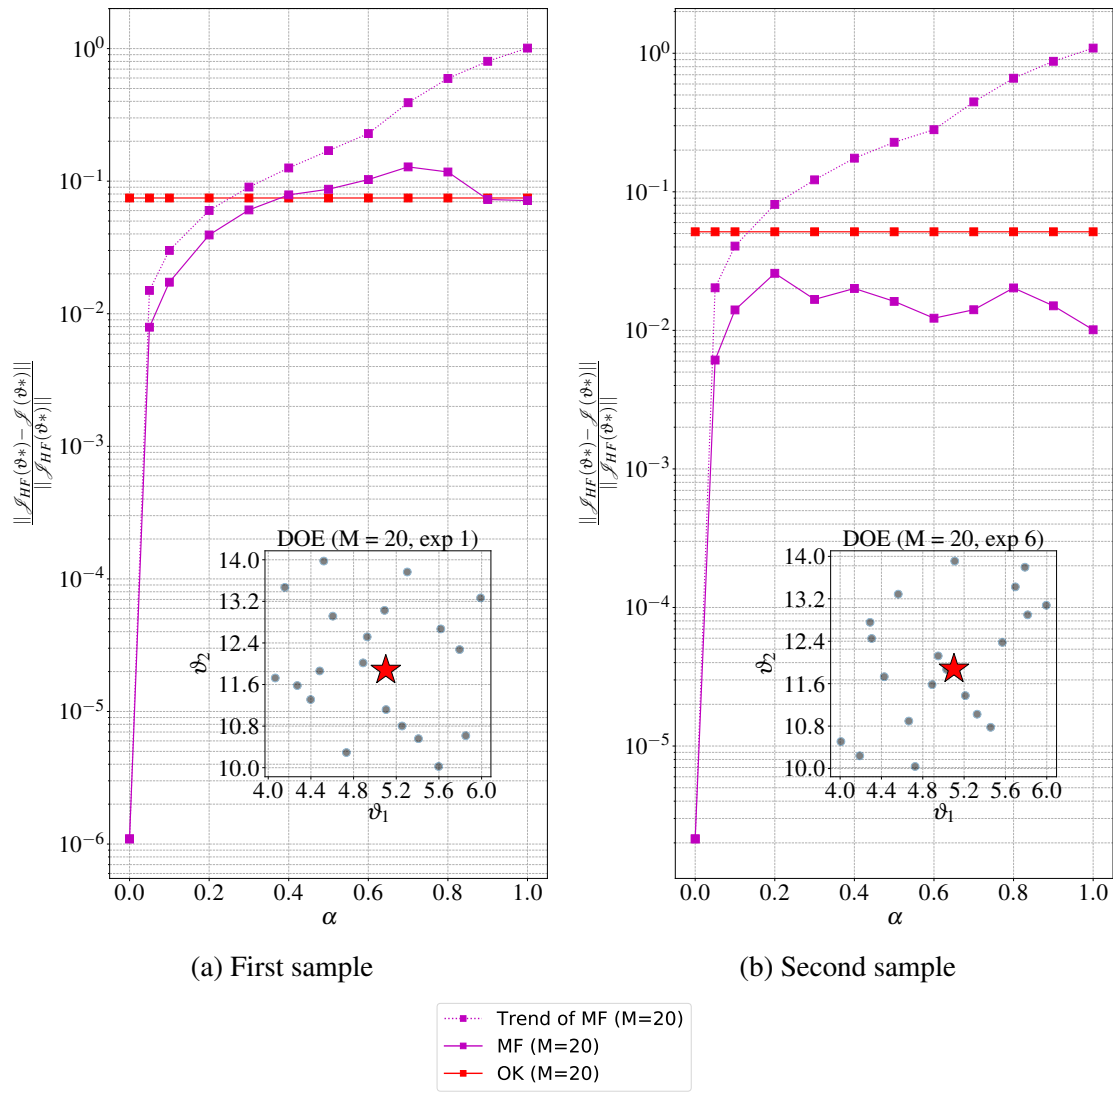 10^0
10^-1
10^-2
10^-3
10^-4
10^-5
10^-6
||𝒥_HF(ϑ*) − 𝒥(ϑ*)||
||𝒥_HF(ϑ*)||
0.0 0.2 0.4 0.6 0.8 1.0
α
DOE (M = 20, exp 1)
14.0
13.2
12.4
11.6
10.8
10.0
ϑ_2
4.0 4.4 4.8 5.2 5.6 6.0
ϑ_1
(a) First sample
10^0
10^-1
10^-2
10^-3
10^-4
10^-5
||𝒥_HF(ϑ*) − 𝒥(ϑ*)||
||𝒥_HF(ϑ*)||
0.0 0.2 0.4 0.6 0.8 1.0
α
DOE (M = 20, exp 6)
14.0
13.2
12.4
11.6
10.8
10.0
ϑ_2
4.0 4.4 4.8 5.2 5.6 6.0
ϑ_1
(b) Second sample
Trend of MF (M=20)
MF (M=20)
OK (M=20)